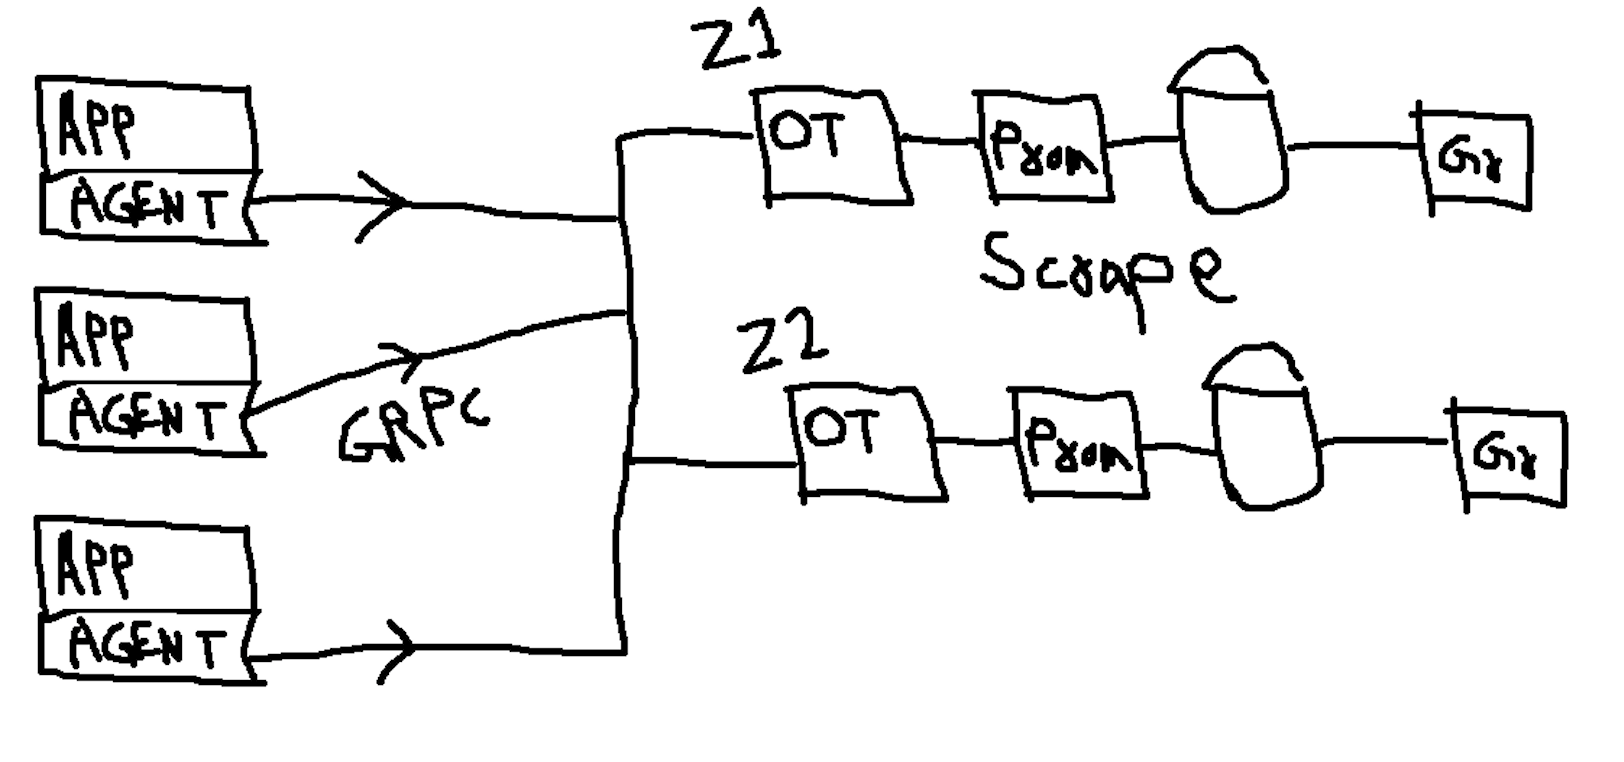 Z1
APP
AGENT
OT
Prom
Gr
Scrape
APP
AGENT
GRPC
Z2
OT
Prom
Gr
APP
AGENT